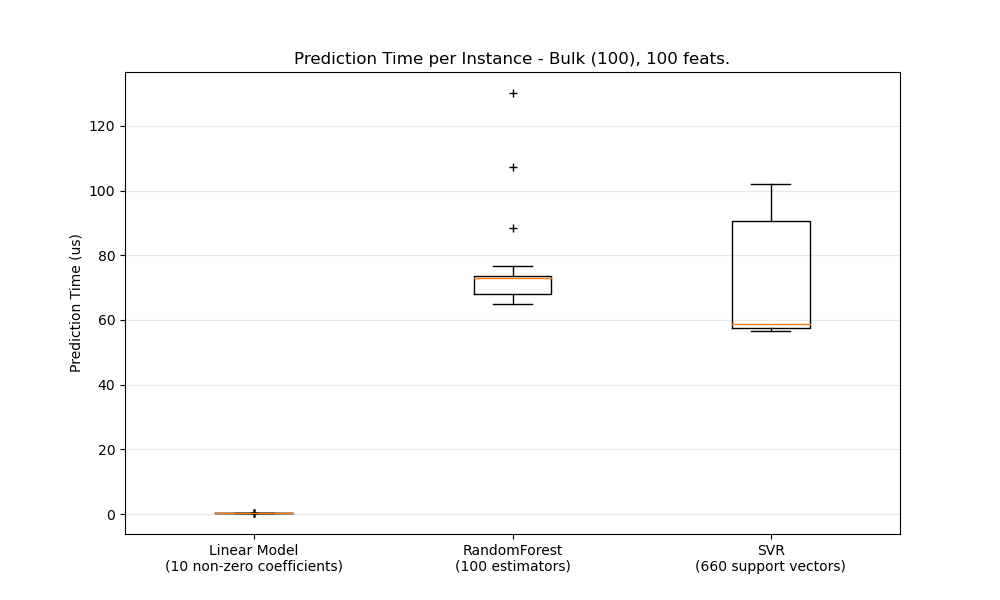 Prediction Time per Instance - Bulk (100), 100 feats.
Prediction Time (us)
120
100
80
60
40
20
0
Linear Model
(10 non-zero coefficients)
RandomForest
(100 estimators)
SVR
(660 support vectors)